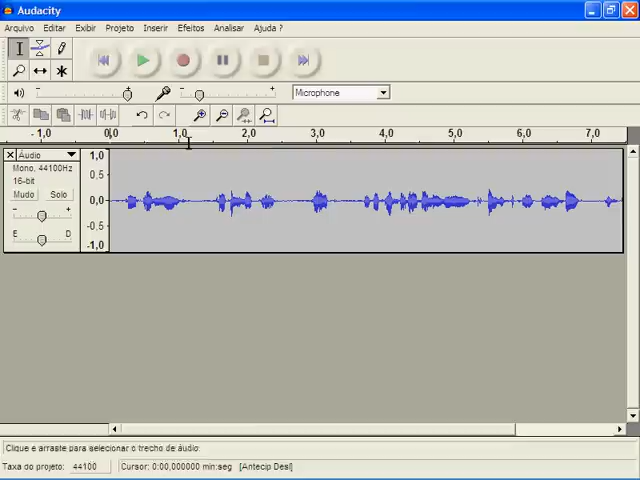 Audacity
Arquivo Editar Exibir Projeto Inserir Efeitos Analisar Ajuda ?
Microphone
- 1,0 0,0 1,0 2,0 3,0 4,0 5,0 6,0 7,0
Áudio
Mono, 44100Hz
16-bit
Mudo Solo
- +
E D
1,0
0,5
0,0
-0,5
-1,0
Clique e arraste para selecionar o trecho de áudio
Taxa do projeto: 44100 Cursor: 0:00,000000 min:seg [Antecip Desl]